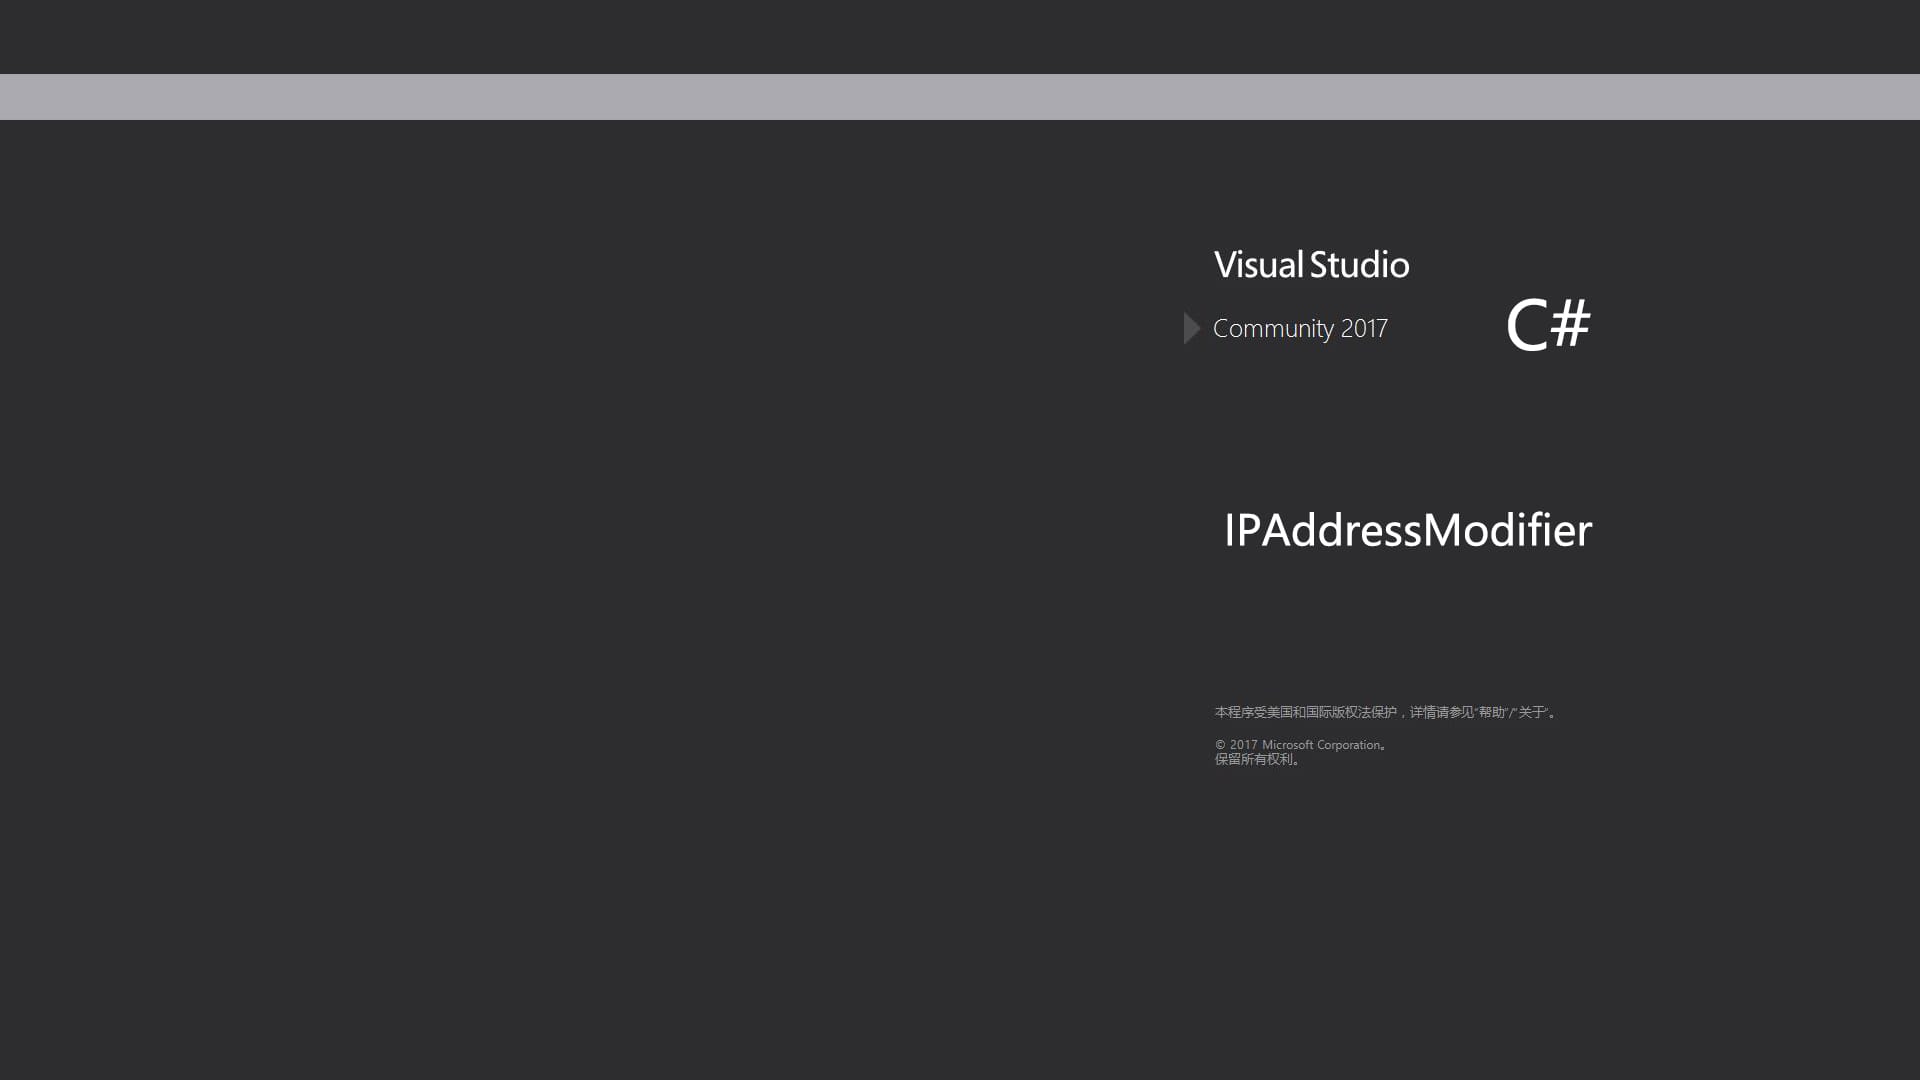 Visual Studio
Community 2017
C#
IPAddressModifier
本程序受美国和国际版权法保护，详情请参见“帮助”/“关于”。
© 2017 Microsoft Corporation。
保留所有权利。